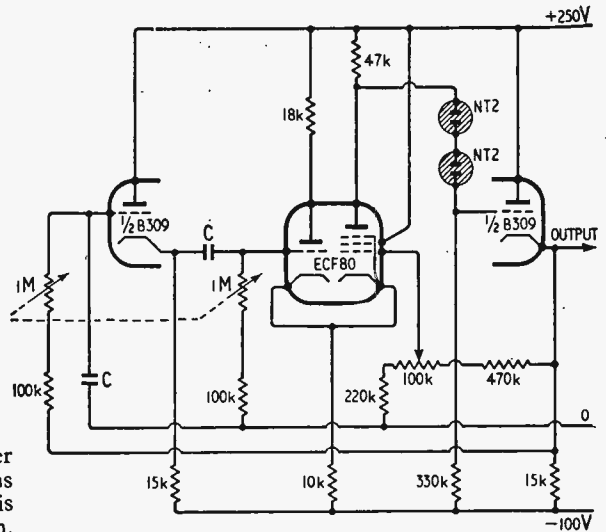 +250V
47k
NT2
18k
NT2
½ B309
½ B309
C
OUTPUT
ECF80
1M
1M
100k
C
100k
220k
100k
470k
0
15k
10k
330k
15k
-100V